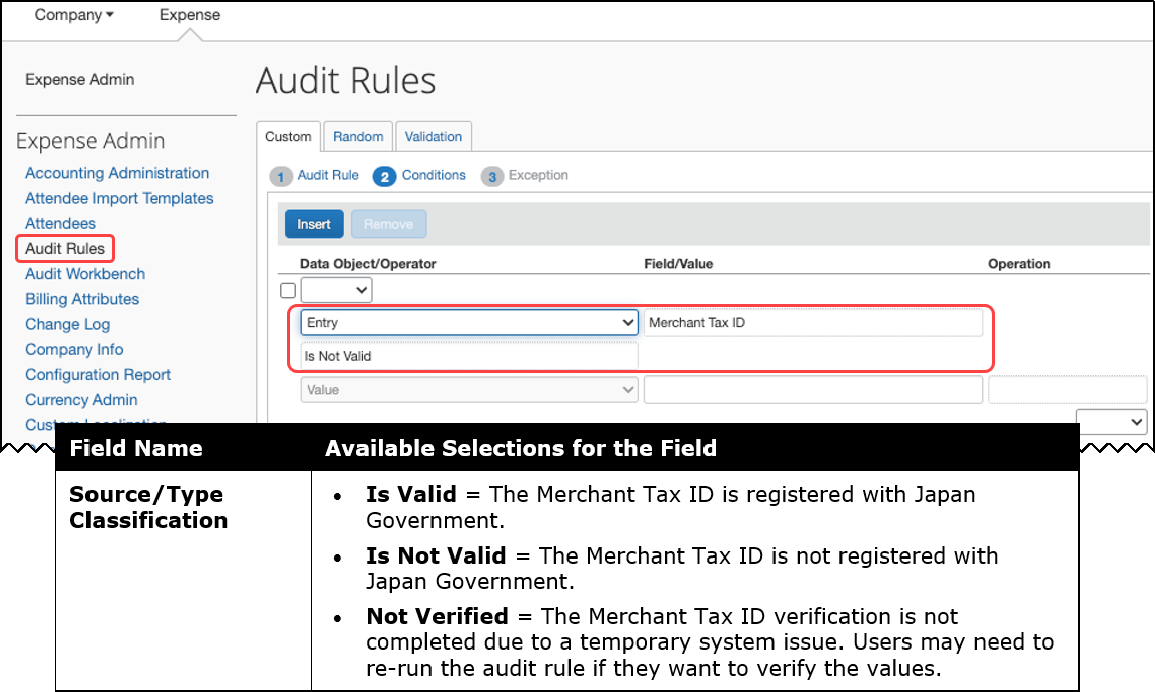 Company Expense
Expense Admin
Audit Rules
Expense Admin
Accounting Administration
Attendee Import Templates
Attendees
Audit Rules
Audit Workbench
Billing Attributes
Change Log
Company Info
Configuration Report
Currency Admin
Custom Localization
Custom Random Validation
1 Audit Rule 2 Conditions 3 Exception
Insert Remove
Data Object/Operator Field/Value Operation
Entry Merchant Tax ID
Is Not Valid
Value
Field Name Available Selections for the Field
Source/Type
Classification
• Is Valid = The Merchant Tax ID is registered with Japan
Government.
• Is Not Valid = The Merchant Tax ID is not registered with
Japan Government.
• Not Verified = The Merchant Tax ID verification is not
completed due to a temporary system issue. Users may need to
re-run the audit rule if they want to verify the values.